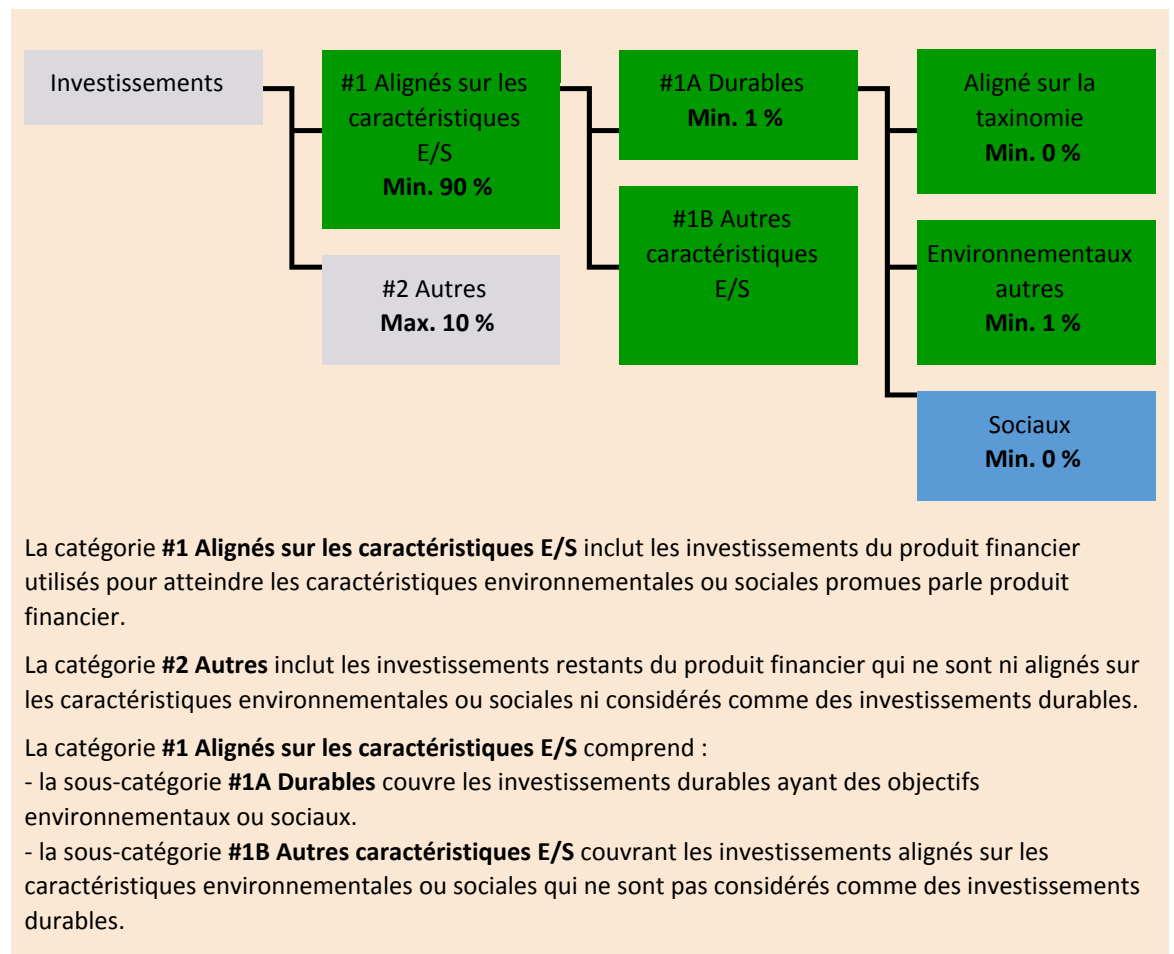 Investissements
#1 Alignés sur les
caractéristiques
E/S
Min. 90 %
#2 Autres
Max. 10 %
#1A Durables
Min. 1 %
#1B Autres
caractéristiques
E/S
Aligné sur la
taxinomie
Min. 0 %
Environnementaux
autres
Min. 1 %
Sociaux
Min. 0 %
La catégorie #1 Alignés sur les caractéristiques E/S inclut les investissements du produit financier
utilisés pour atteindre les caractéristiques environnementales ou sociales promues parle produit
financier.
La catégorie #2 Autres inclut les investissements restants du produit financier qui ne sont ni alignés sur
les caractéristiques environnementales ou sociales ni considérés comme des investissements durables.
La catégorie #1 Alignés sur les caractéristiques E/S comprend :
- la sous-catégorie #1A Durables couvre les investissements durables ayant des objectifs
environnementaux ou sociaux.
- la sous-catégorie #1B Autres caractéristiques E/S couvrant les investissements alignés sur les
caractéristiques environnementales ou sociales qui ne sont pas considérés comme des investissements
durables.